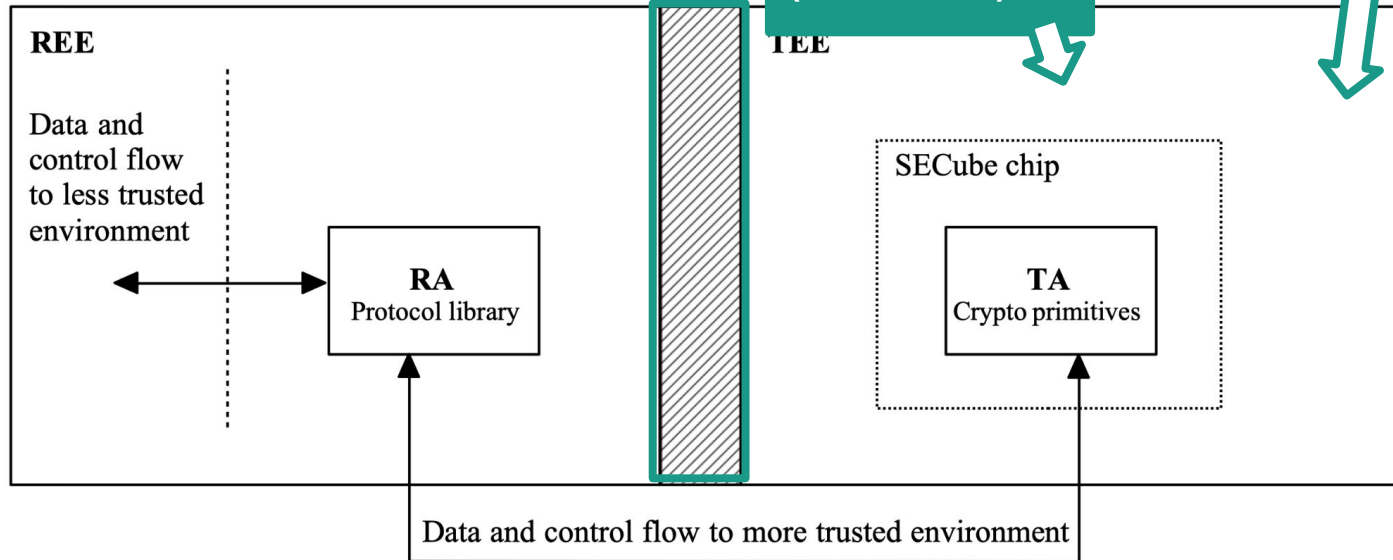 REE
TEE
Data and
control flow
to less trusted
environment
RA
Protocol library
SECube chip
TA
Crypto primitives
Data and control flow to more trusted environment